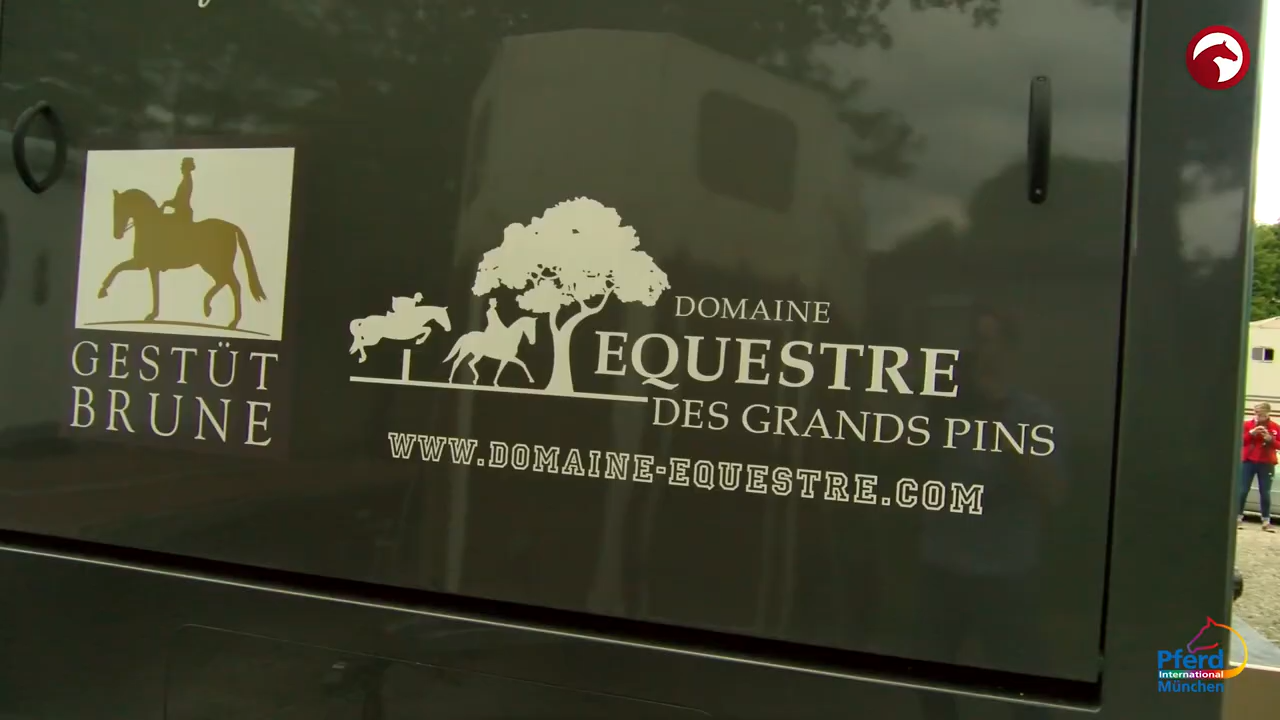 GESTÜT
BRUNE
DOMAINE
EQUESTRE
DES GRANDS PINS
WWW.DOMAINE-EQUESTRE.COM
Pferd
International
München